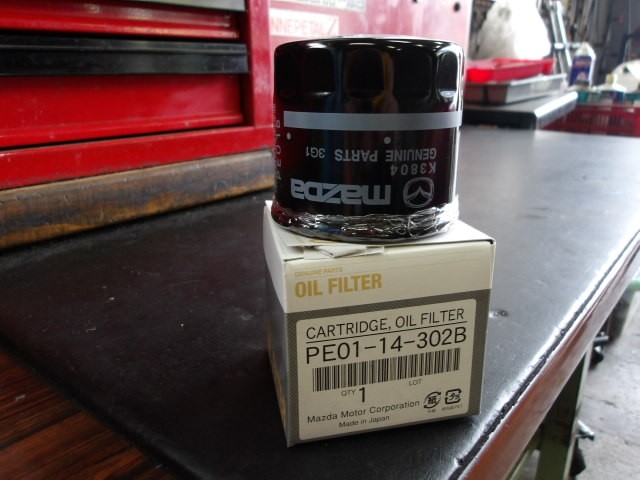 mazda
K3804
GENUINE PARTS 3G1
GENUINE PARTS
OIL FILTER
CARTRIDGE, OIL FILTER
PE01-14-302B
QTY 1 LOT
Mazda Motor Corporation
Made in Japan